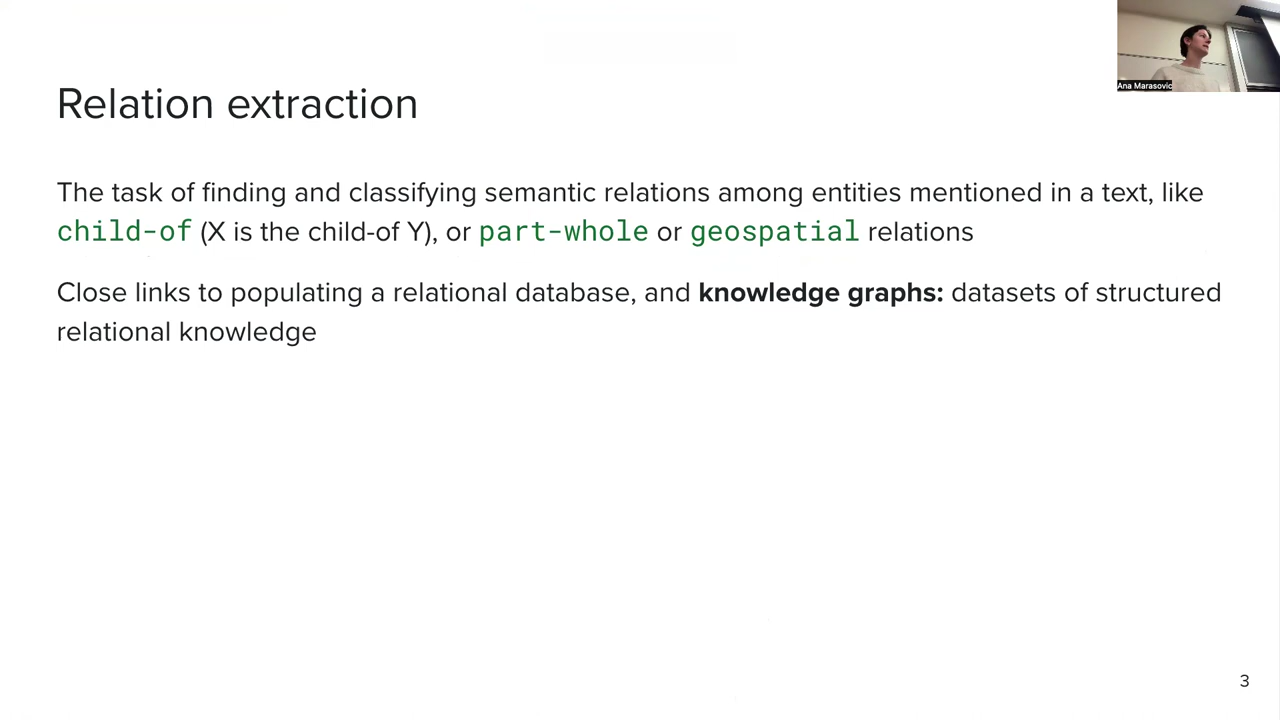 Ana Marasovic
Relation extraction
The task of finding and classifying semantic relations among entities mentioned in a text, like
child-of (X is the child-of Y), or part-whole or geospatial relations
Close links to populating a relational database, and knowledge graphs: datasets of structured
relational knowledge
3